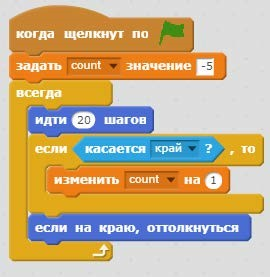 когда щелкнут по
задать count значение -5
всегда
идти 20 шагов
если касается край ? , то
изменить count на 1
если на краю, оттолкнуться